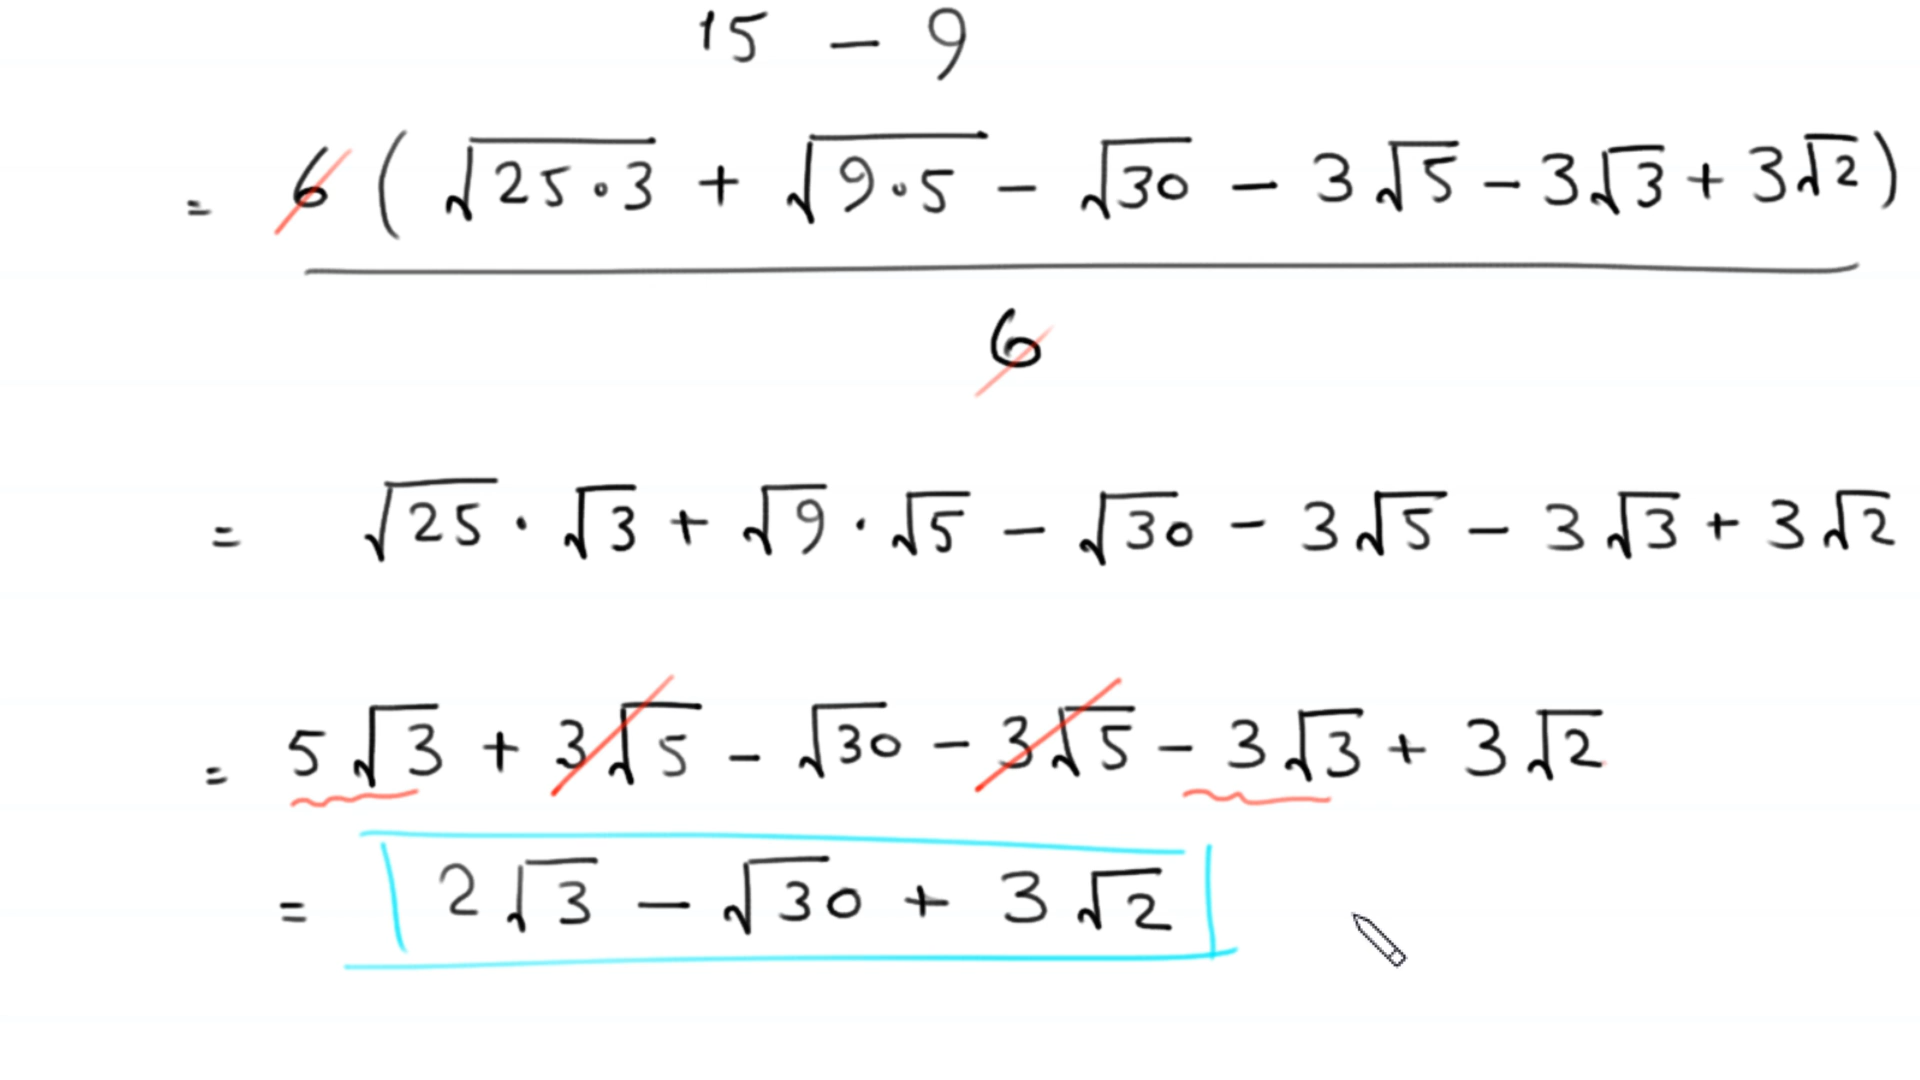 15 - 9
= 6 ( √25·3 + √9·5 - √30 - 3√5 - 3√3 + 3√2 )
6
= √25 · √3 + √9 · √5 - √30 - 3√5 - 3√3 + 3√2
= 5√3 + 3√5 - √30 - 3√5 - 3√3 + 3√2
= 2√3 - √30 + 3√2